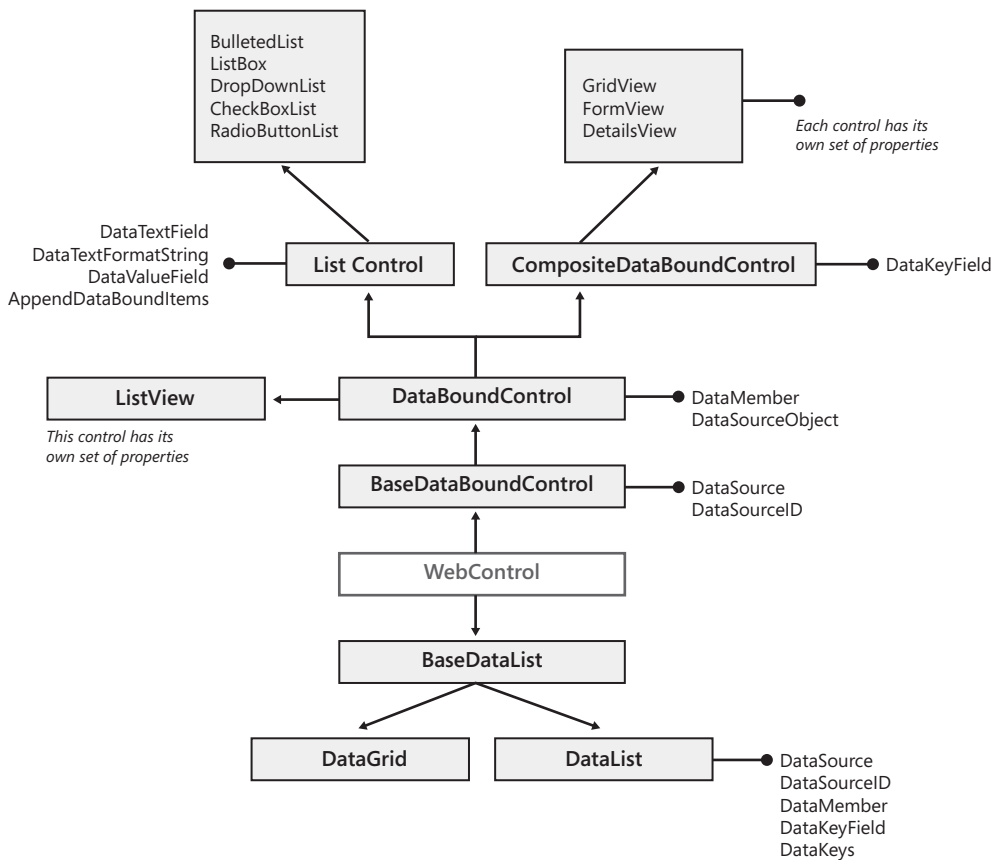 BulletedList
ListBox
DropDownList
CheckBoxList
RadioButtonList
GridView
FormView
DetailsView
Each control has its
own set of properties
DataTextField
DataTextFormatString
DataValueField
AppendDataBoundItems
List Control
CompositeDataBoundControl
DataKeyField
ListView
This control has its
own set of properties
DataBoundControl
DataMember
DataSourceObject
BaseDataBoundControl
DataSource
DataSourceID
WebControl
BaseDataList
DataGrid
DataList
DataSource
DataSourceID
DataMember
DataKeyField
DataKeys